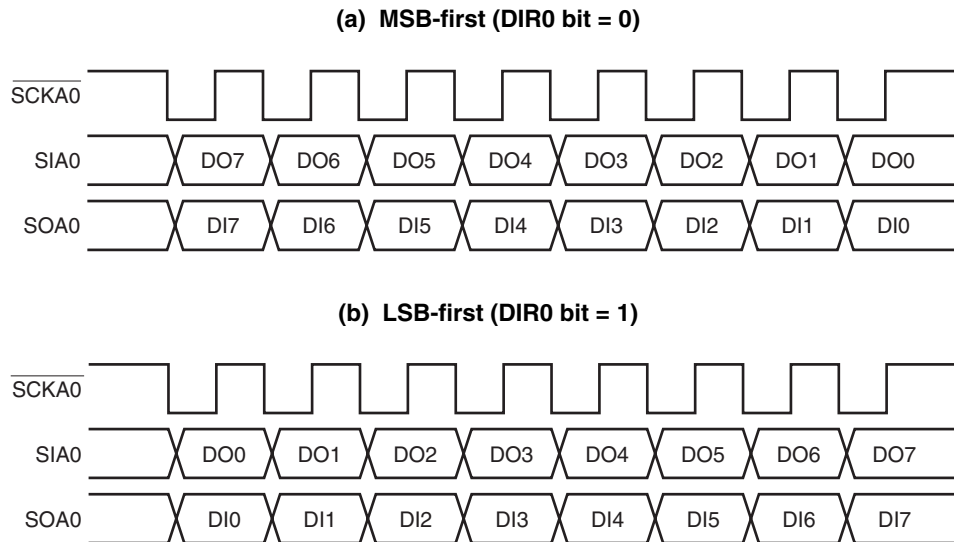 (a) MSB-first (DIR0 bit = 0)
SCKA0
SIA0 DO7 DO6 DO5 DO4 DO3 DO2 DO1 DO0
SOA0 DI7 DI6 DI5 DI4 DI3 DI2 DI1 DI0
(b) LSB-first (DIR0 bit = 1)
SCKA0
SIA0 DO0 DO1 DO2 DO3 DO4 DO5 DO6 DO7
SOA0 DI0 DI1 DI2 DI3 DI4 DI5 DI6 DI7